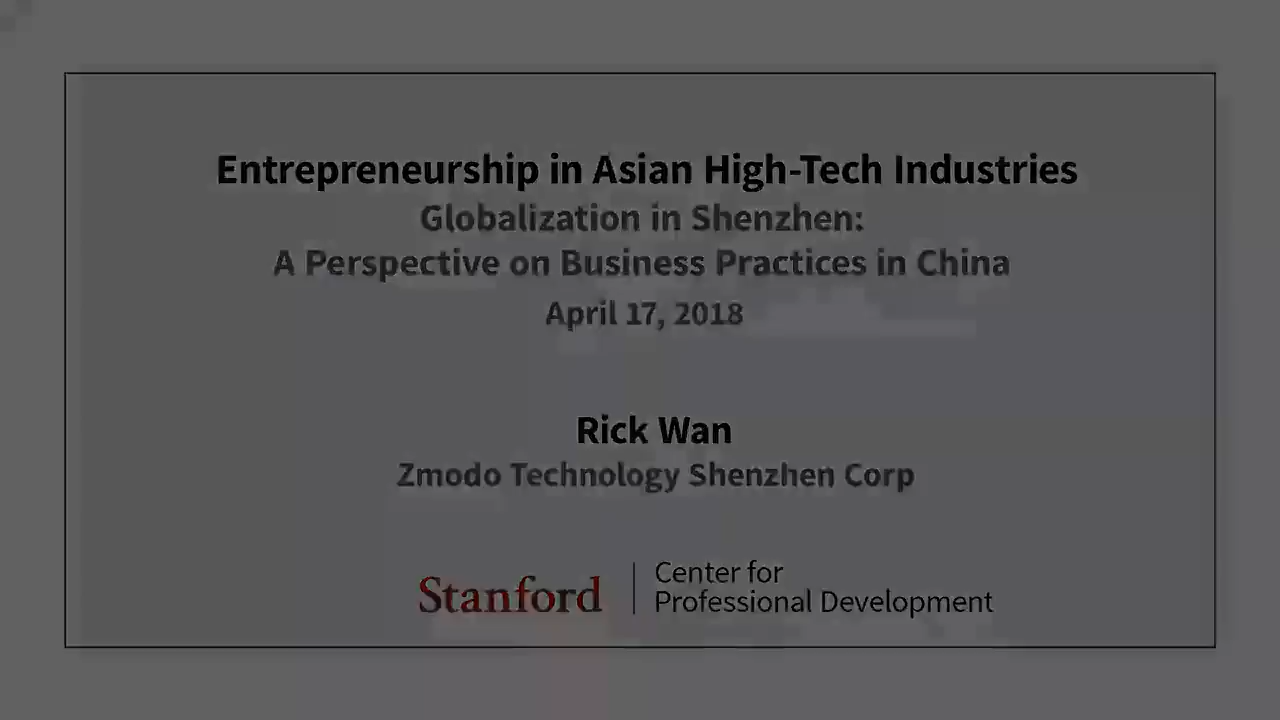 Entrepreneurship in Asian High-Tech Industries
Globalization in Shenzhen:
A Perspective on Business Practices in China
April 17, 2018
Rick Wan
Zmodo Technology Shenzhen Corp
Stanford
Center for
Professional Development